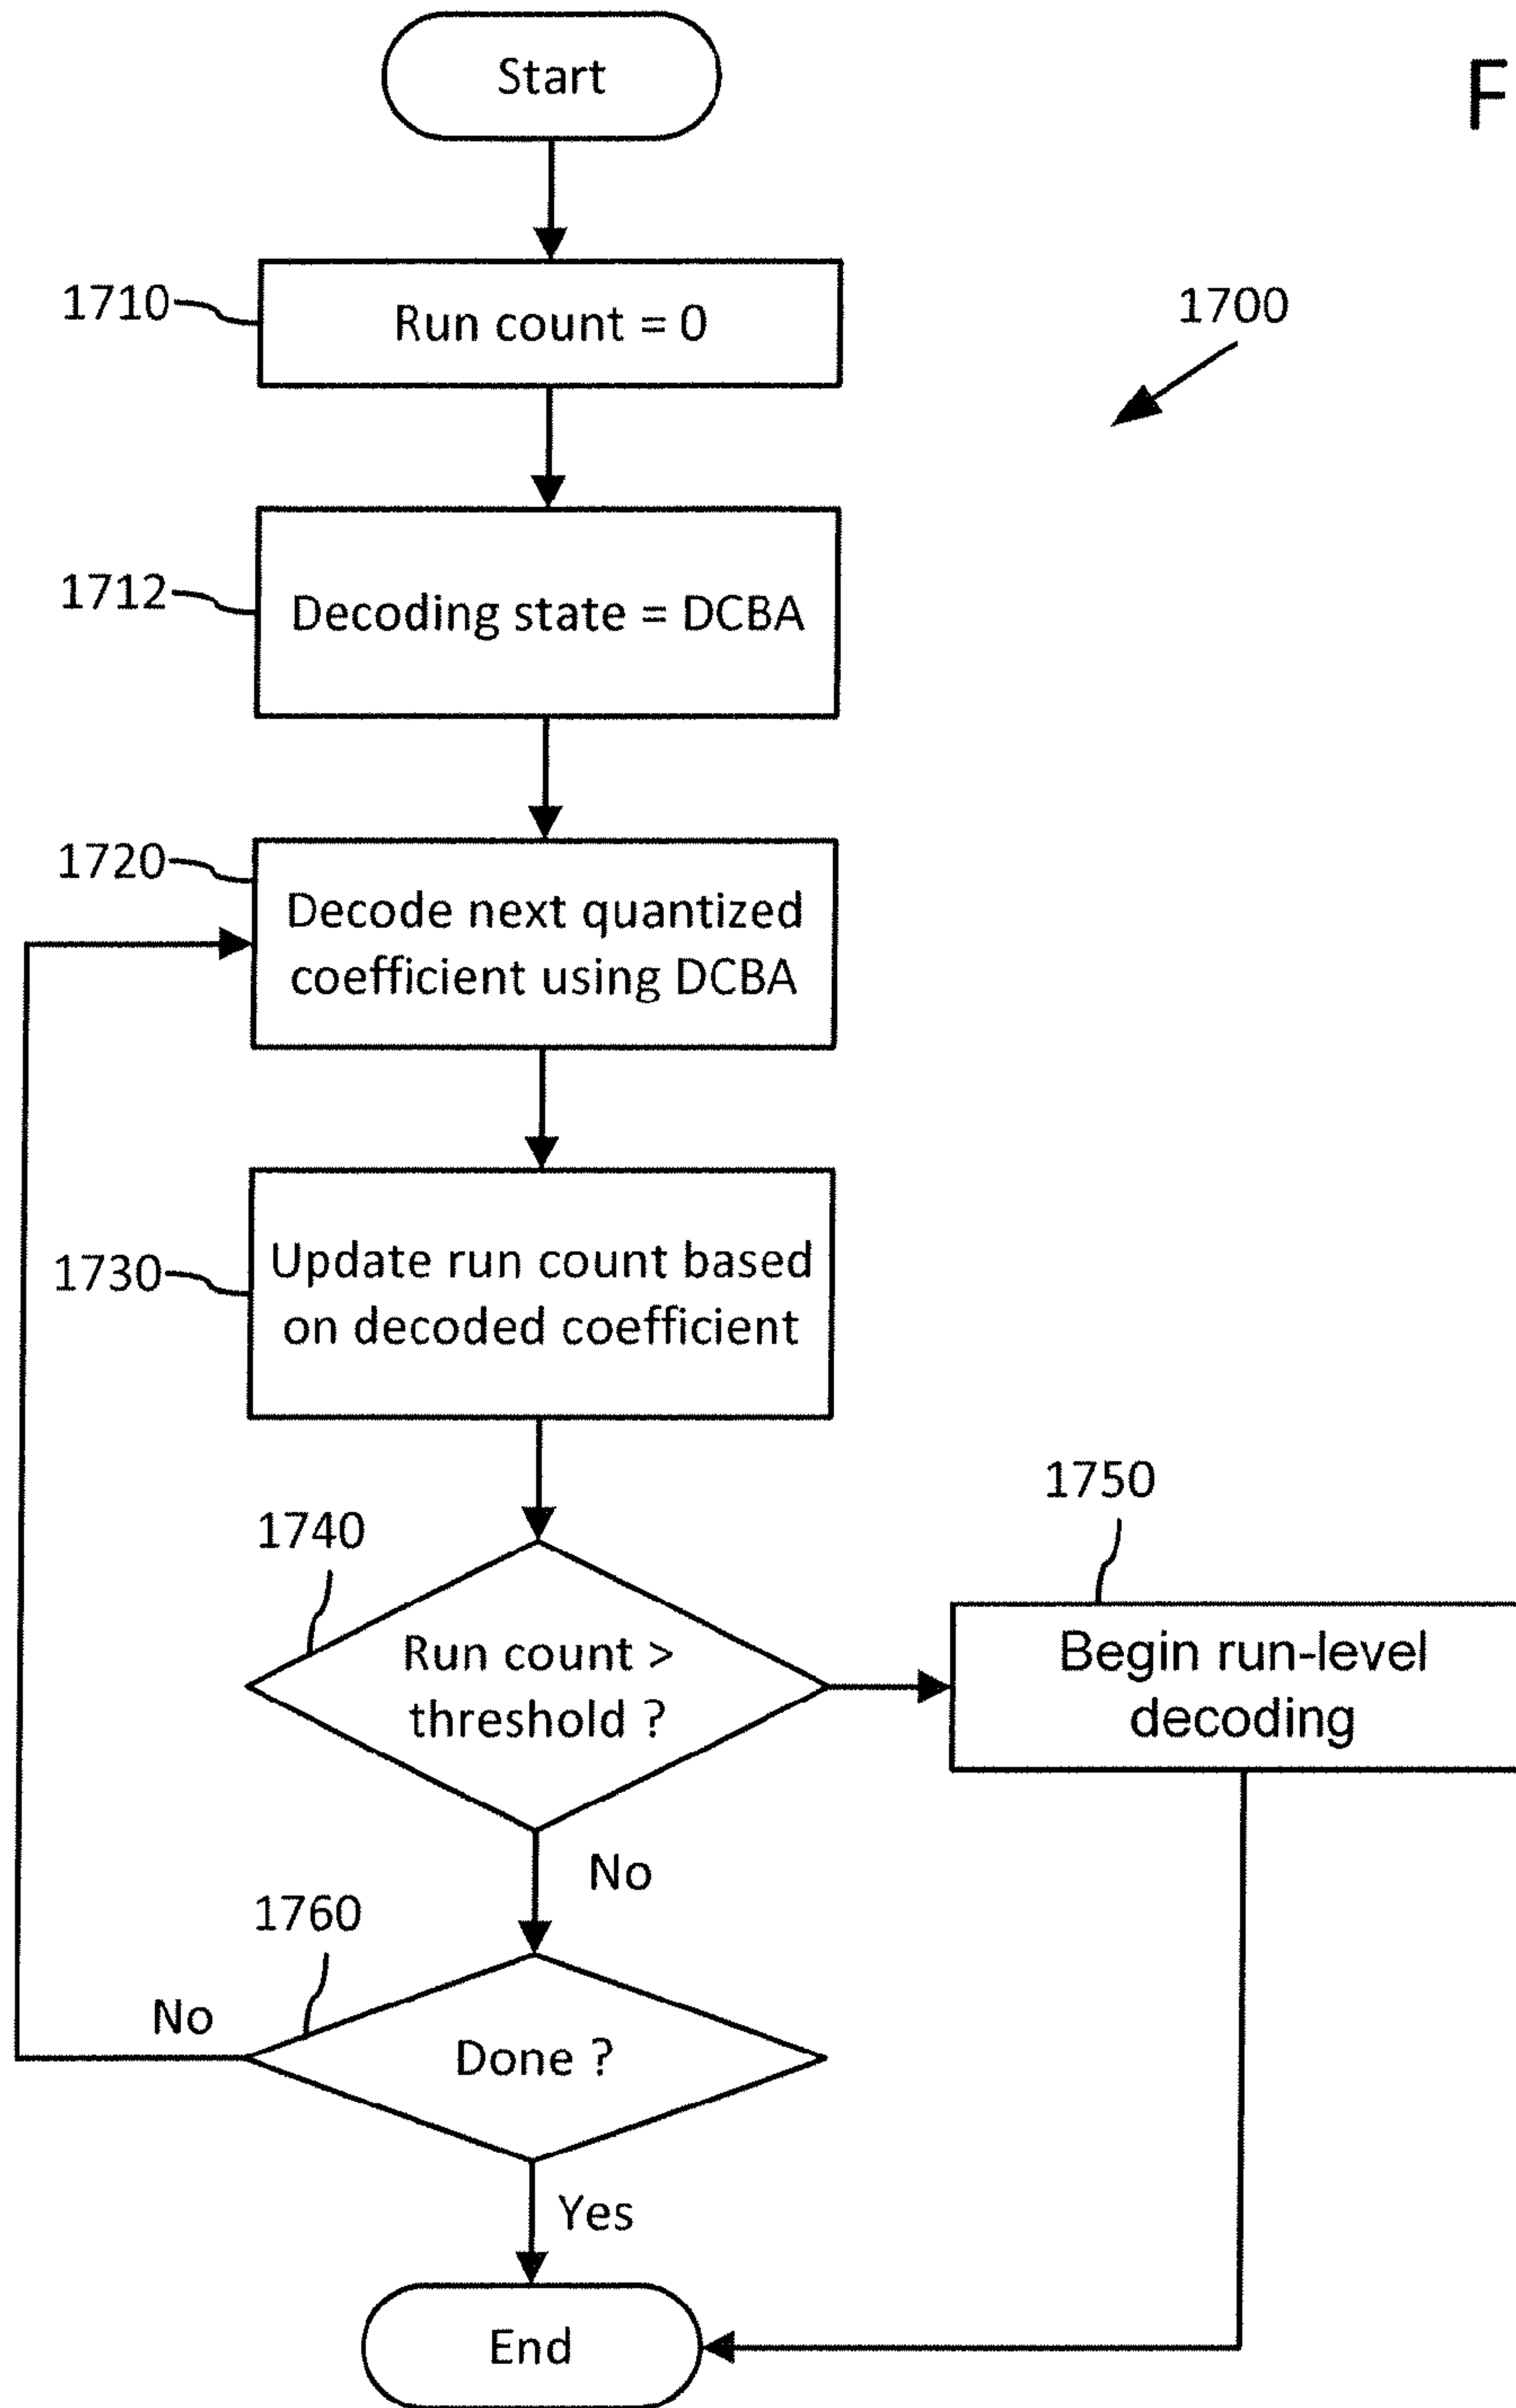 Start
F
1710
Run count = 0
1700
1712
Decoding state = DCBA
1720
Decode next quantized
coefficient using DCBA
1730
Update run count based
on decoded coefficient
1740
Run count >
threshold ?
1750
Begin run-level
decoding
No
1760
No
Done ?
Yes
End